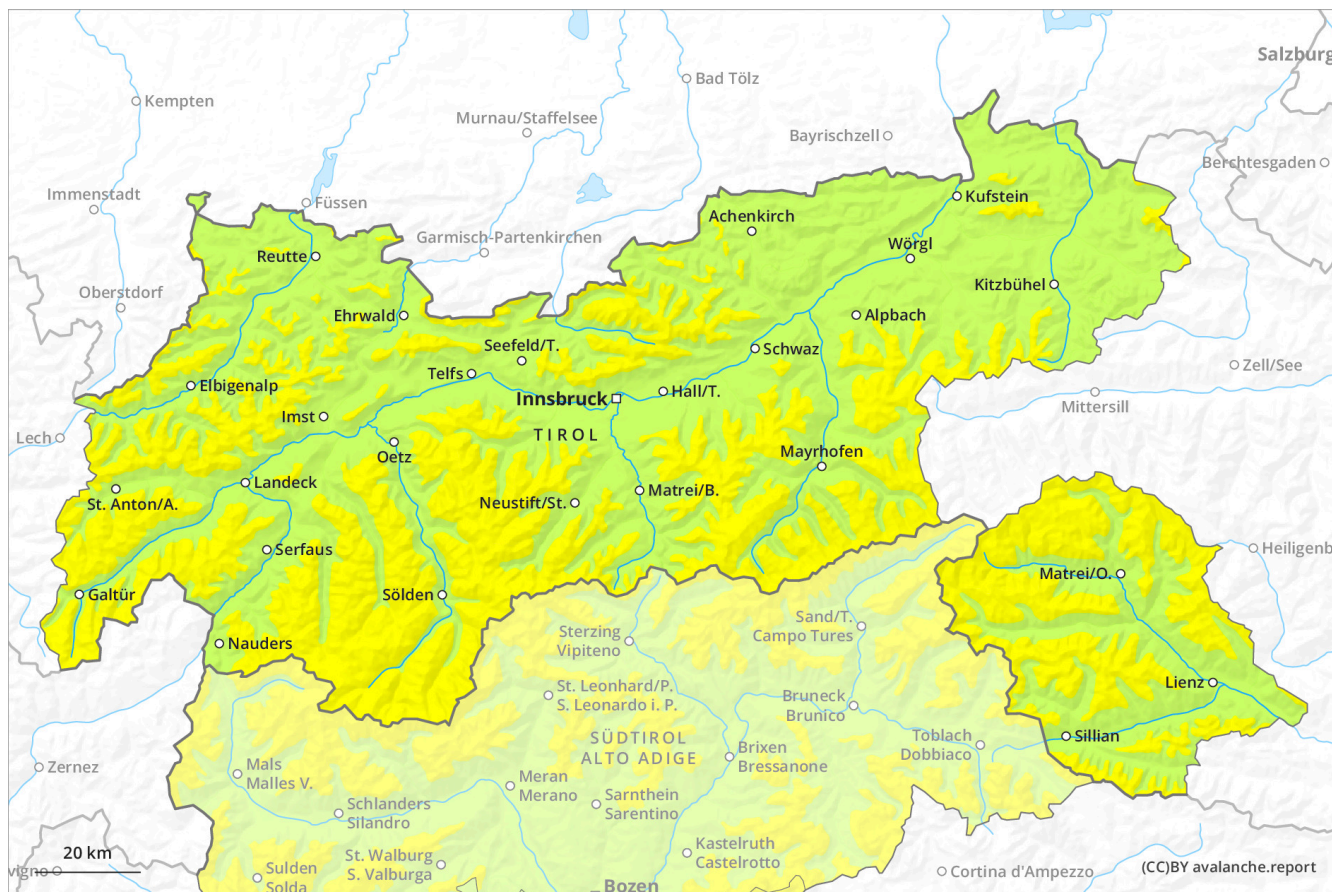 Salzburg
Bad Tölz
Kempten
Murnau/Staffelsee
Bayrischzell
Berchtesgaden
Immenstadt
Füssen
Kufstein
Achenkirch
Garmisch-Partenkirchen
Wörgl
Reutte
Kitzbühel
Oberstdorf
Ehrwald
Alpbach
Seefeld/T.
Schwaz
Zell/See
Telfs
Elbigenalp
Innsbruck
Hall/T.
Mittersill
Imst
TIROL
Lech
Oetz
Mayrhofen
Landeck
Matrei/B.
St. Anton/A.
Neustift/St.
Serfaus
Heiligenb
Matrei/O.
Galtür
Sölden
Sand/T.
Campo Tures
Sterzing
Vipiteno
Nauders
Lienz
St. Leonhard/P.
S. Leonardo i. P.
Bruneck
Brunico
SÜDTIROL
ALTO ADIGE
Toblach
Dobbiaco
Sillian
Brixen
Bressanone
Zernez
Mals
Malles V.
Meran
Merano
Sarnthein
Sarentino
Schlanders
Silandro
20 km
Kastelruth
Castelrotto
St. Walburg
S. Valburga
vigno
Sulden
Solda
Cortina d'Ampezzo
(CC)BY avalanche.report
Bozen